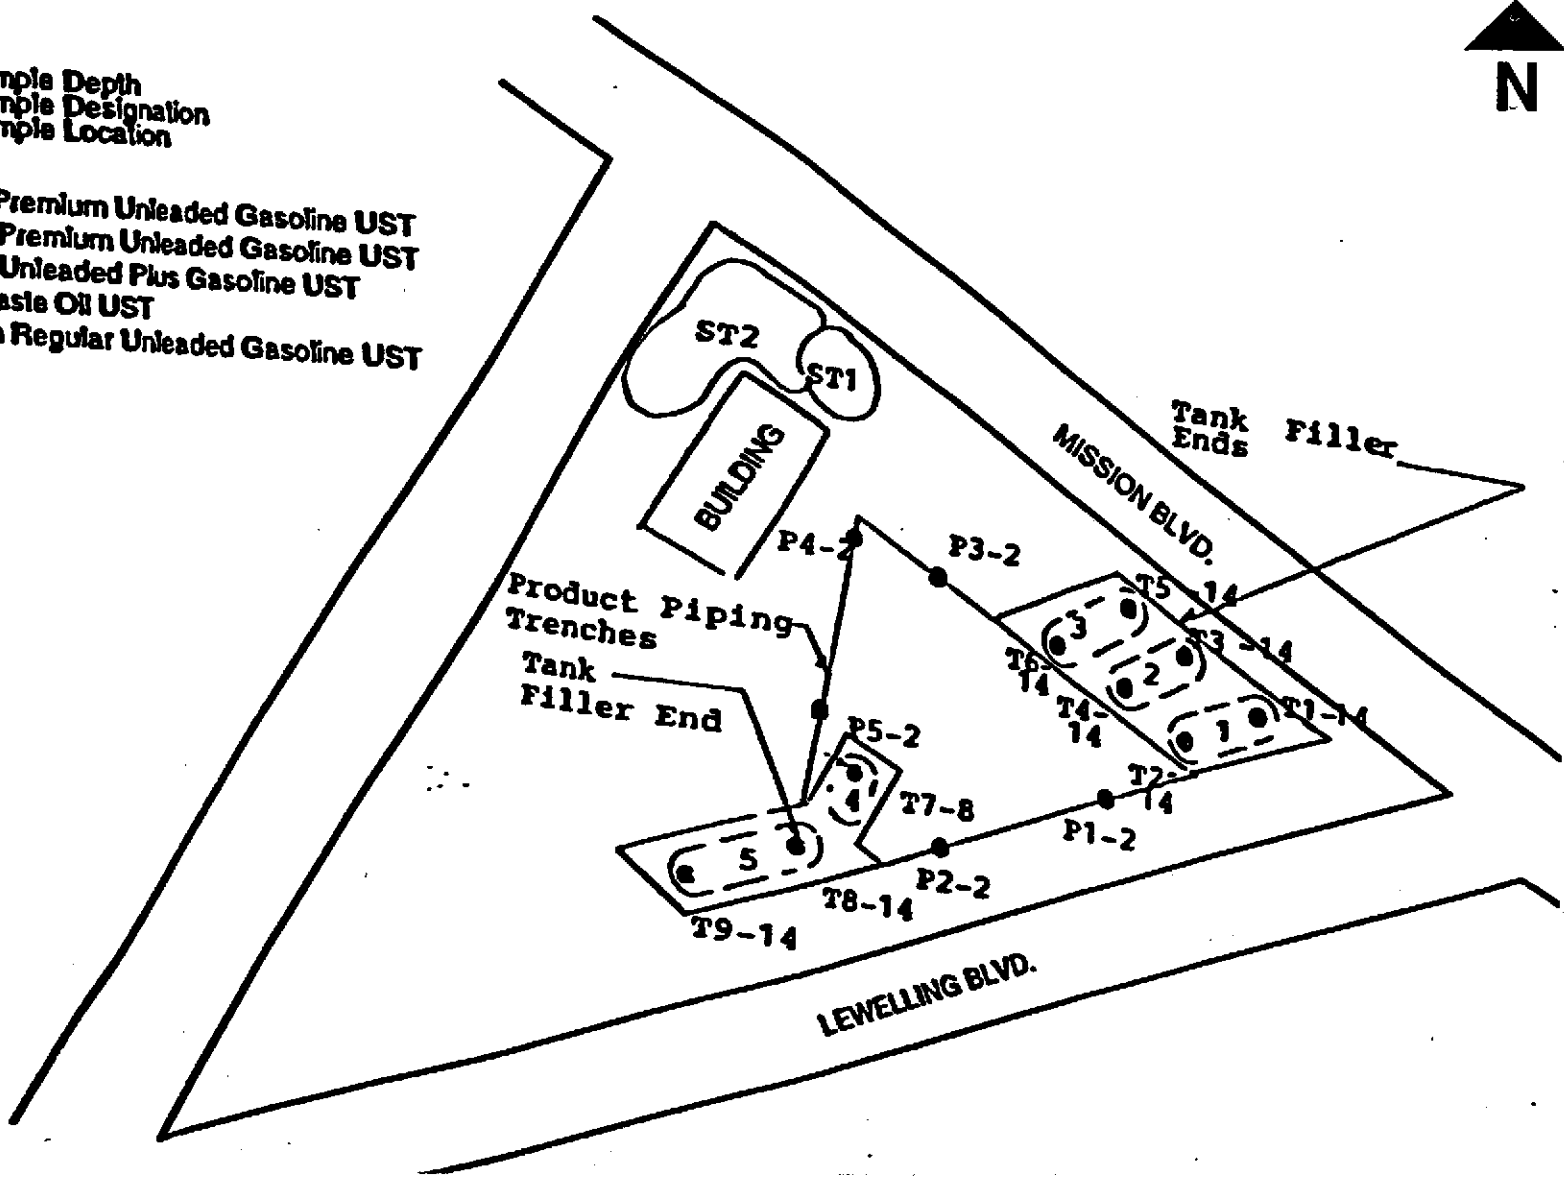 N
mple Depth
mple Designation
mple Location
Premium Unleaded Gasoline UST
Premium Unleaded Gasoline UST
Unleaded Plus Gasoline UST
aste Oil UST
Regular Unleaded Gasoline UST
ST2
ST1
BUILDING
MISSION BLVD.
Tank Filler
Ends
P4-2
P3-2
Product Piping
Trenches
Tank
Filler End
T5-14
3
T3-14
T6-
14
2
T4-
14
T1-14
1
P5-2
T2-
14
4
T7-8
P1-2
5
P2-2
T8-14
T9-14
LEWELLING BLVD.